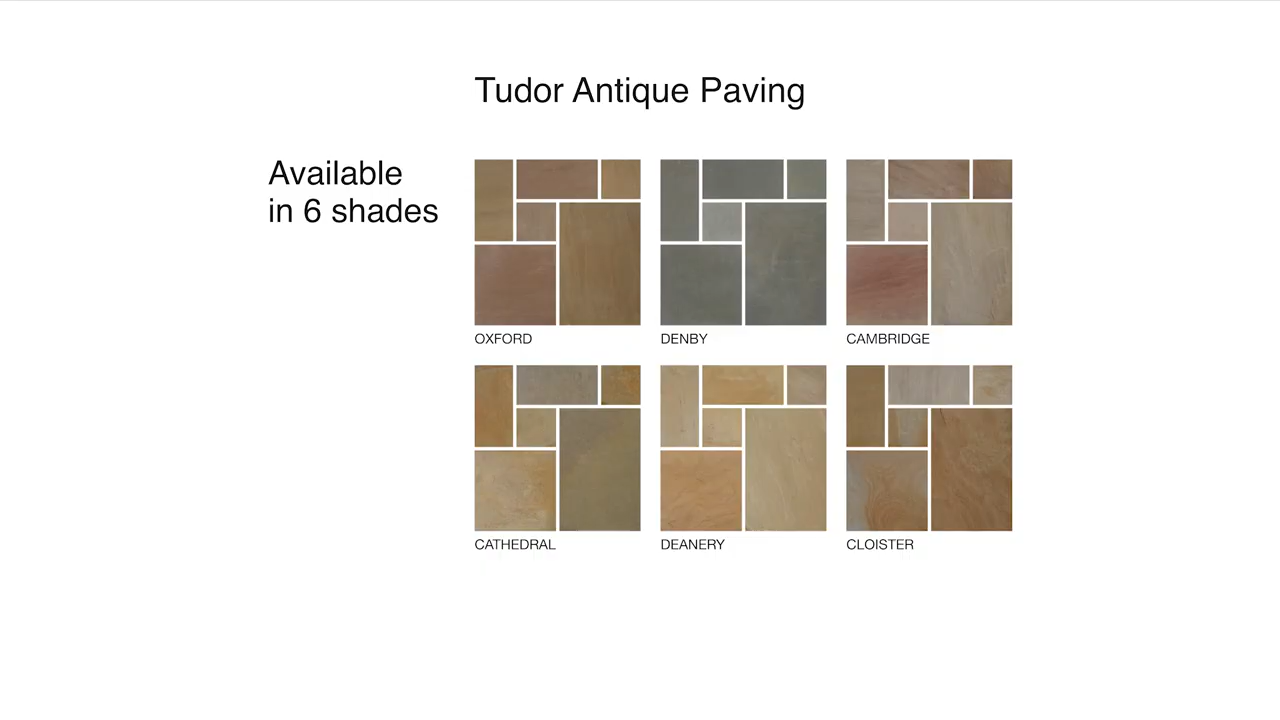 Tudor Antique Paving
Available
in 6 shades
OXFORD
DENBY
CAMBRIDGE
CATHEDRAL
DEANERY
CLOISTER